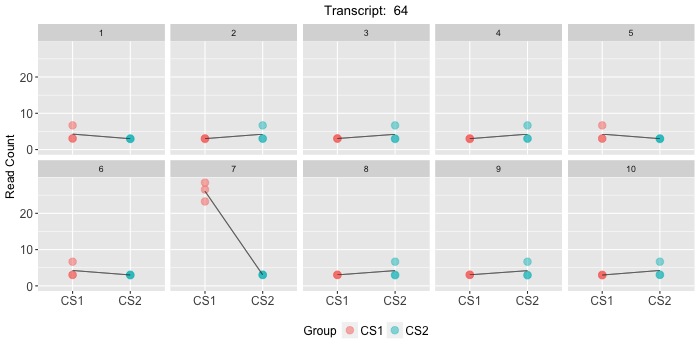 Transcript:  64
1 2 3 4 5
20
10
0
6 7 8 9 10
20
10
0
Read Count
CS1 CS2 CS1 CS2 CS1 CS2 CS1 CS2 CS1 CS2
Group CS1 CS2